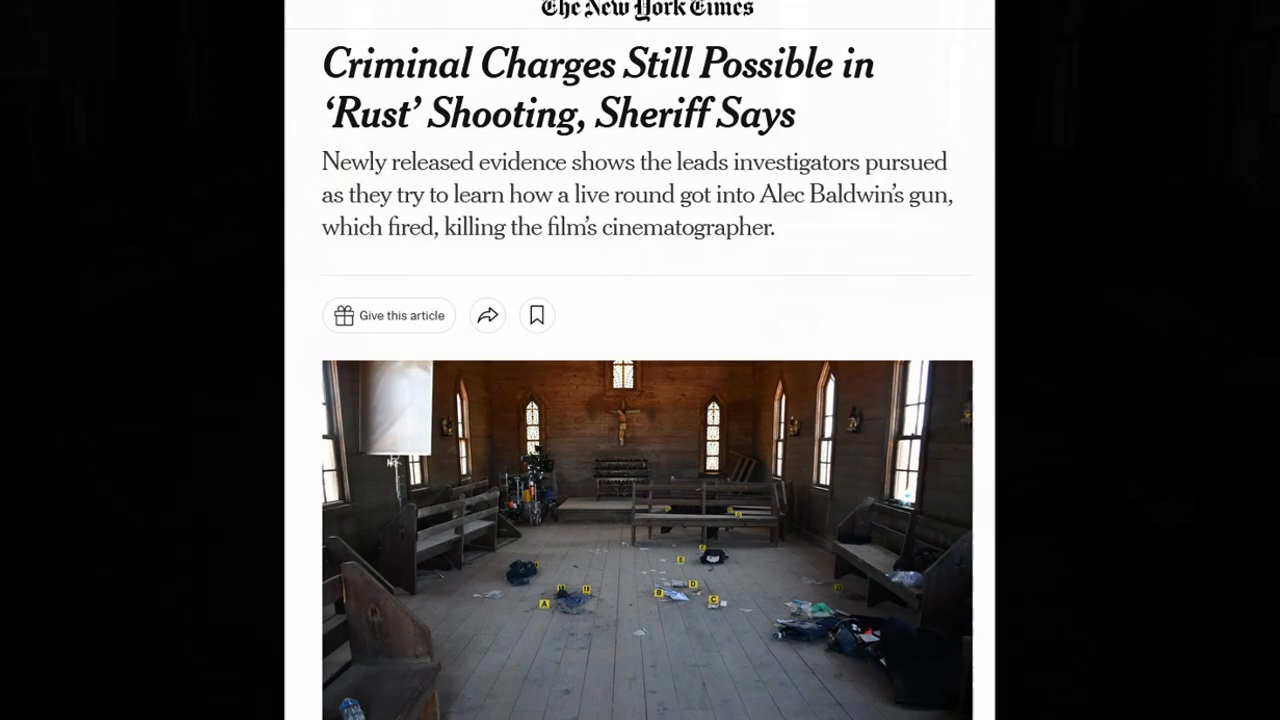 The New York Times
Criminal Charges Still Possible in
‘Rust’ Shooting, Sheriff Says
Newly released evidence shows the leads investigators pursued
as they try to learn how a live round got into Alec Baldwin’s gun,
which fired, killing the film’s cinematographer.
Give this article
A
B
D
C